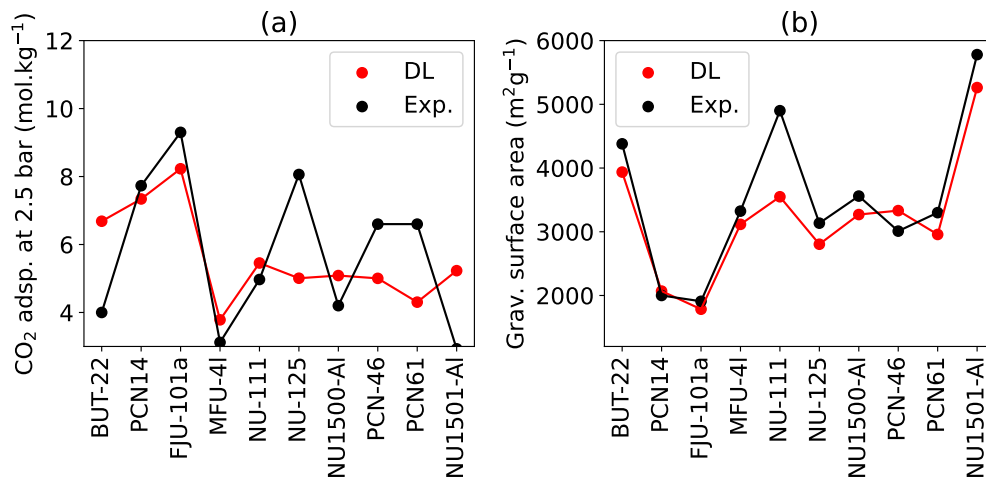 (a)
CO₂ adsp. at 2.5 bar (mol.kg⁻¹)
12
10
8
6
4
DL
Exp.
BUT-22
PCN14
FJU-101a
MFU-4l
NU-111
NU-125
NU1500-Al
PCN-46
PCN61
NU1501-Al
(b)
Grav. surface area (m²g⁻¹)
6000
5000
4000
3000
2000
DL
Exp.
BUT-22
PCN14
FJU-101a
MFU-4l
NU-111
NU-125
NU1500-Al
PCN-46
PCN61
NU1501-Al